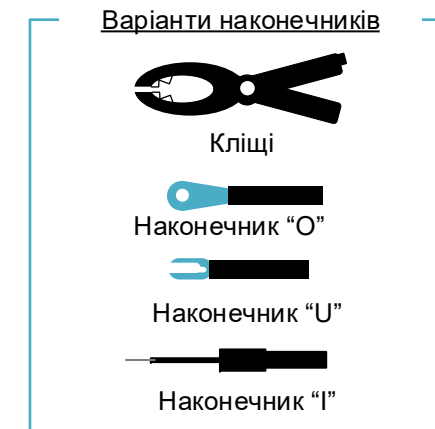 Варіанти наконечників
Кліщі
Наконечник “O”
Наконечник “U”
Наконечник “I”